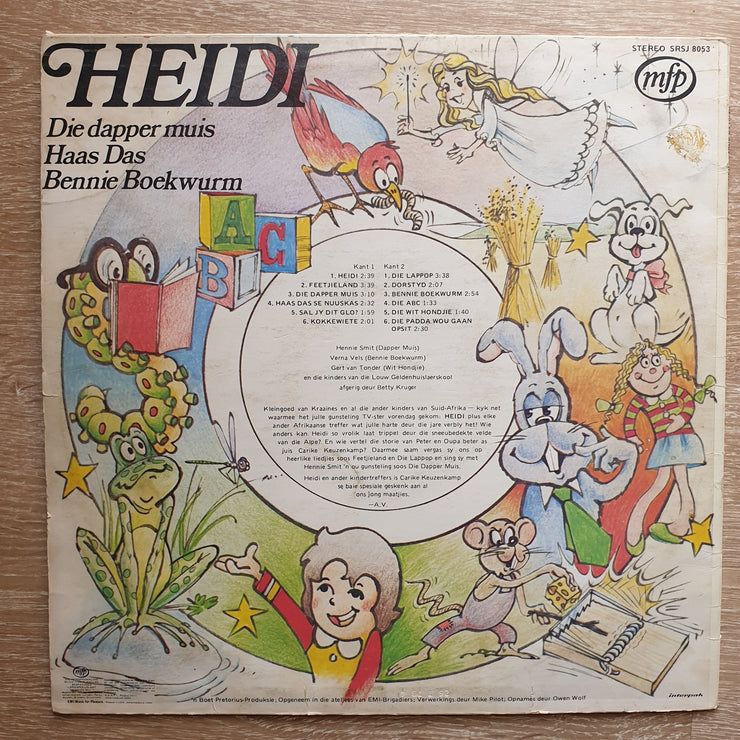 HEIDI
Die dapper muis
Haas Das
Bennie Boekwurm
STEREO SRSJ 8053
mfp
A
B
C
L
Kant 1
1. HEIDI 2:39
2. FEETJIELAND 3:39
3. DIE DAPPER MUIS 3:10
4. HAAS DAS SE NUUSKAS 2:32
5. SAL JY DIT GLO? 1:59
6. KOKKEWIETE 2:01
Kant 2
1. DIE LAPPOP 3:38
2. DORSTYD 2:07
3. BENNIE BOEKWURM 2:54
4. DIE ABC 1:33
5. DIE WIT HONDJIE 1:40
6. DIE PADDA WOU GAAN
OPSIT 2:30
Hennie Smit (Dapper Muis)
Verna Vels (Bennie Boekwurm)
Gert van Tonder (Wit Hondjie)
en die kinders van die Louw Geldenhuislaerskool
afgerig deur Betty Kruger
Kleingoed van Kraaines en al die ander kinders van Suid-Afrika — kyk net
waarmee het julle gunsteling TV-ster vorendag gekom. HEIDI plus elke
ander Afrikaanse treffer wat julle harte deur die jare verbly het! Wie
anders kan. Heidi so vrolik laat trippel deur die sneeubedekte velde
van die Alpe? En wie vertel die storie van Peter en Oupa beter as
juis Carike Keuzenkamp? Daarmee saam vergas sy ons op
heerlike liedjies soos Feetjieland en Die Lappop en sing sy met
Hennie Smit 'n ou gunsteling soos Die Dapper Muis.
Heidi en ander kindertreffers is Carike Keuzenkamp
se baie spesiale geskenk aan al
ons jong maatjies.
—A.V.
mfp
EMI Music for Pleasure
'n Boet Pretorius-Produksie; Opgeneem in die ateljees van EMI-Brigadiers; Verwerkings deur Mike Pilot; Opnames deur Owen Wolf
interpak